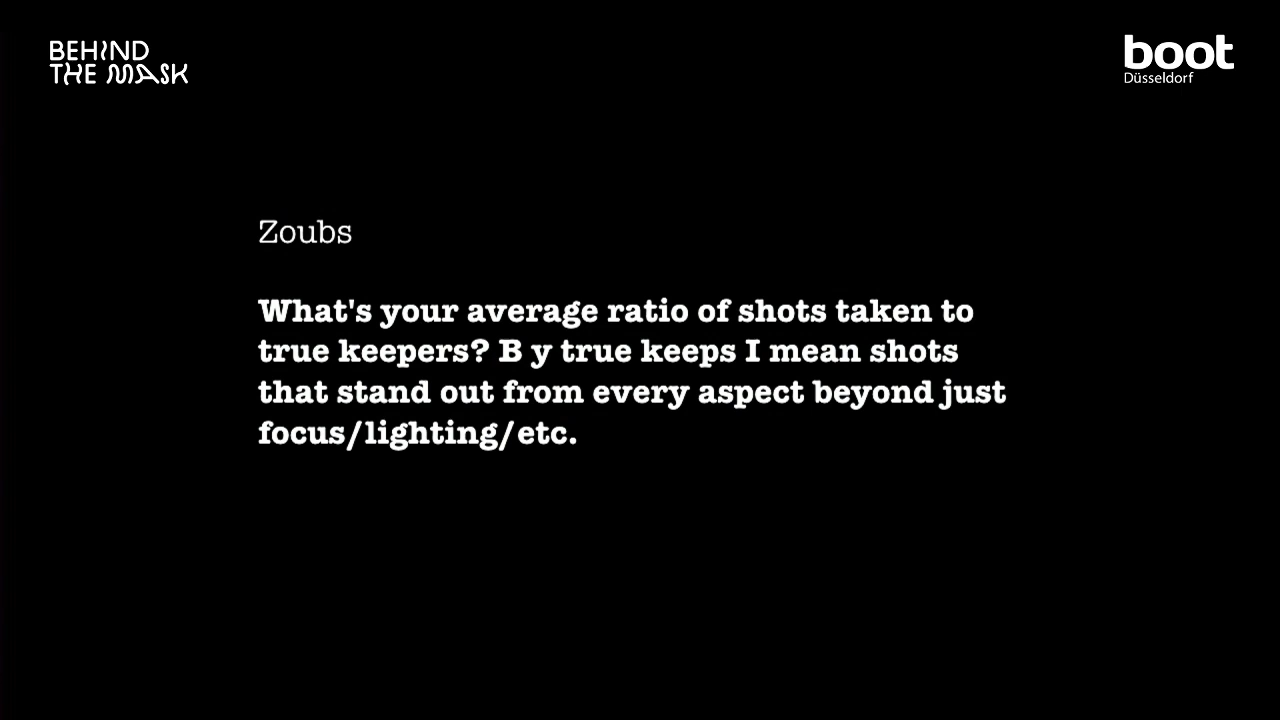 BEHIND
THE MASK
boot
Düsseldorf
Zoubs
What's your average ratio of shots taken to
true keepers? B y true keeps I mean shots
that stand out from every aspect beyond just
focus/lighting/etc.